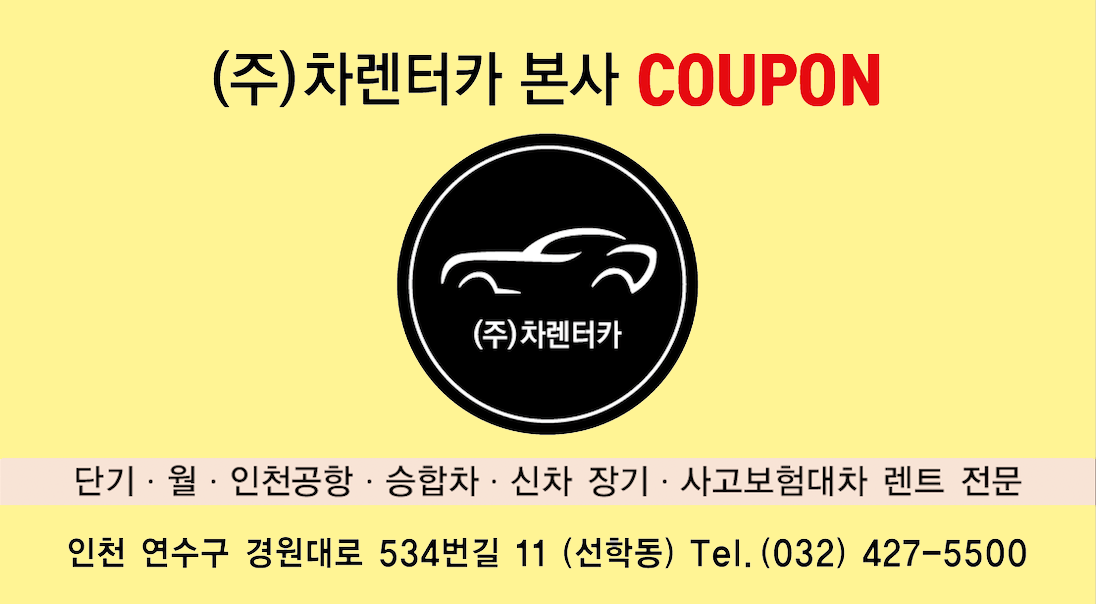 (주)차렌터카 본사 COUPON
(주)차렌터카
단기 · 월 · 인천공항 · 승합차 · 신차 장기 · 사고보험대차 렌트 전문
인천 연수구 경원대로 534번길 11 (선학동) Tel.(032) 427-5500